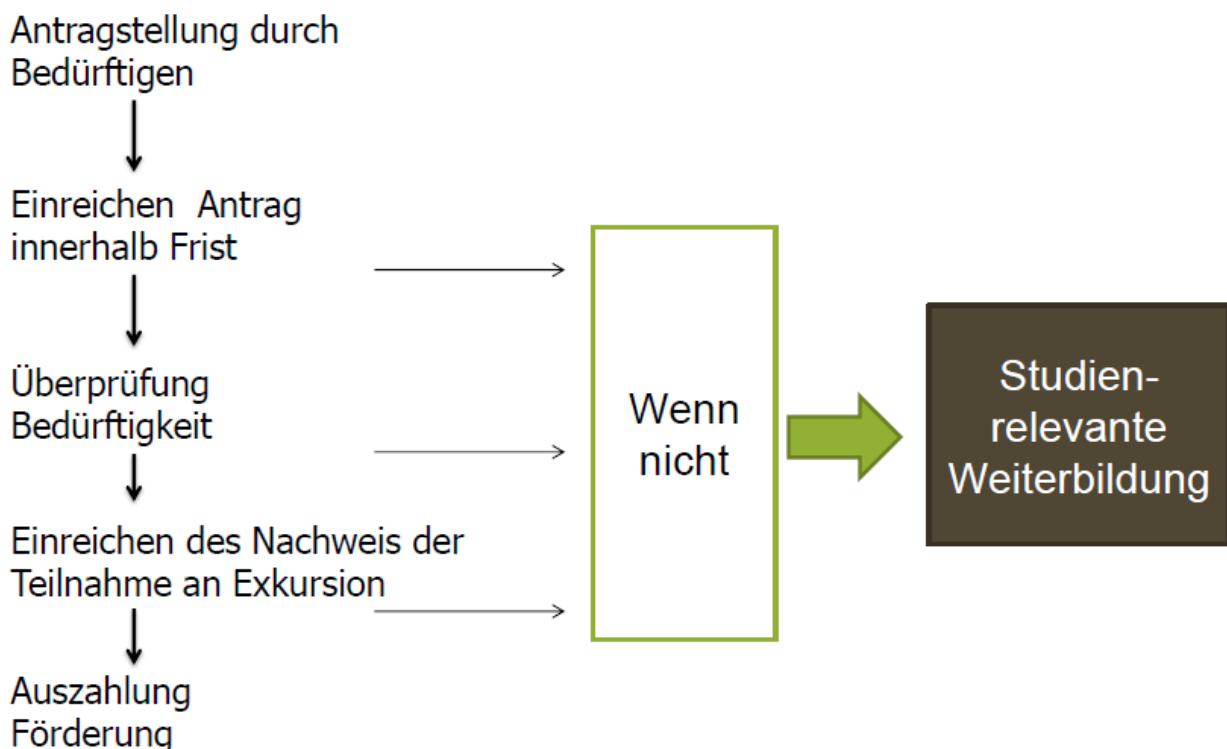 Antragstellung durch
Bedürftigen
Einreichen  Antrag
innerhalb Frist
Überprüfung
Bedürftigkeit
Einreichen des Nachweis der
Teilnahme an Exkursion
Auszahlung
Förderung
Wenn
nicht
Studien-
relevante
Weiterbildung